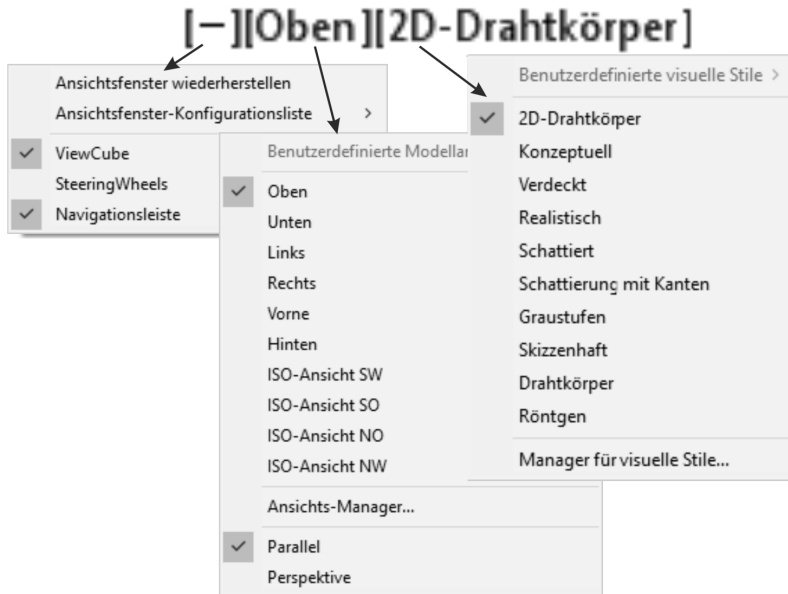 [−][Oben][2D-Drahtkörper]
Ansichtsfenster wiederherstellen
Ansichtsfenster-Konfigurationsliste >
ViewCube
SteeringWheels
Navigationsleiste
Benutzerdefinierte
Oben
Unten
Links
Rechts
Vorne
Hinten
ISO-Ansicht SW
ISO-Ansicht SO
ISO-Ansicht NO
ISO-Ansicht NW
Ansichts-Manager...
Parallel
Perspektive
Benutzerdefinierte visuelle Stile >
2D-Drahtkörper
Konzeptuell
Verdeckt
Realistisch
Schattiert
Schattierung mit Kanten
Graustufen
Skizzenhaft
Drahtkörper
Röntgen
Manager für visuelle Stile...